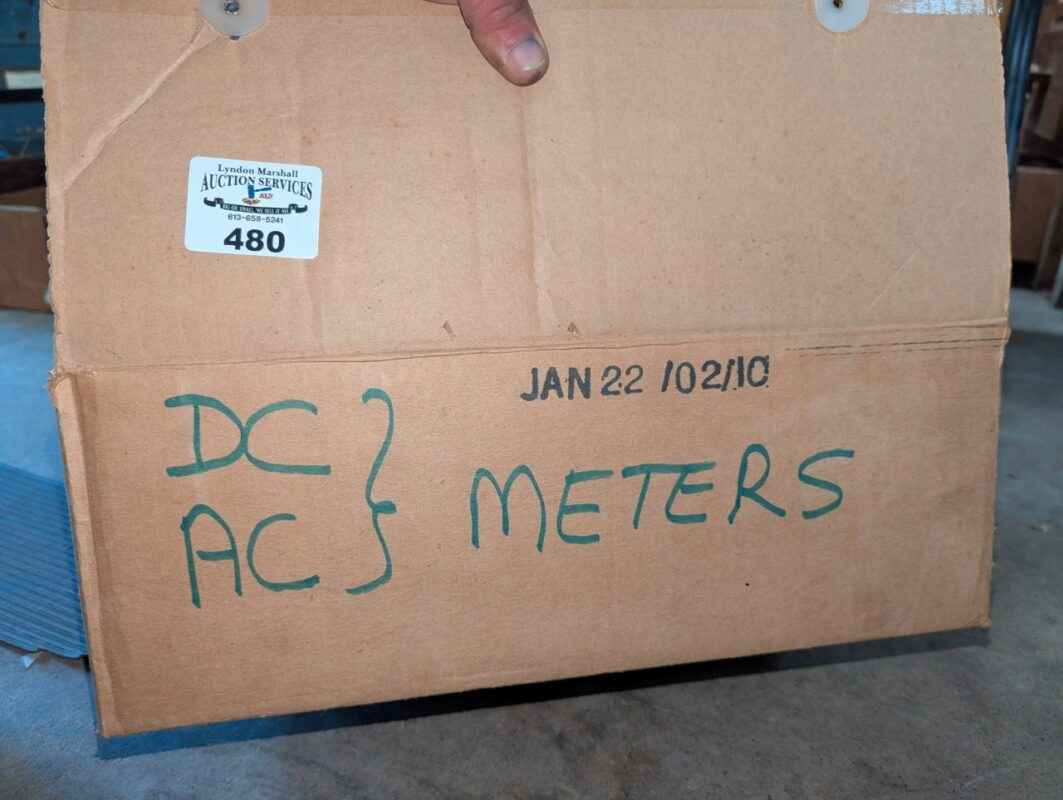 Lyndon Marshall
AUCTION SERVICES
613-658-5241
480
JAN 22 /02/10
DC
AC } METERS